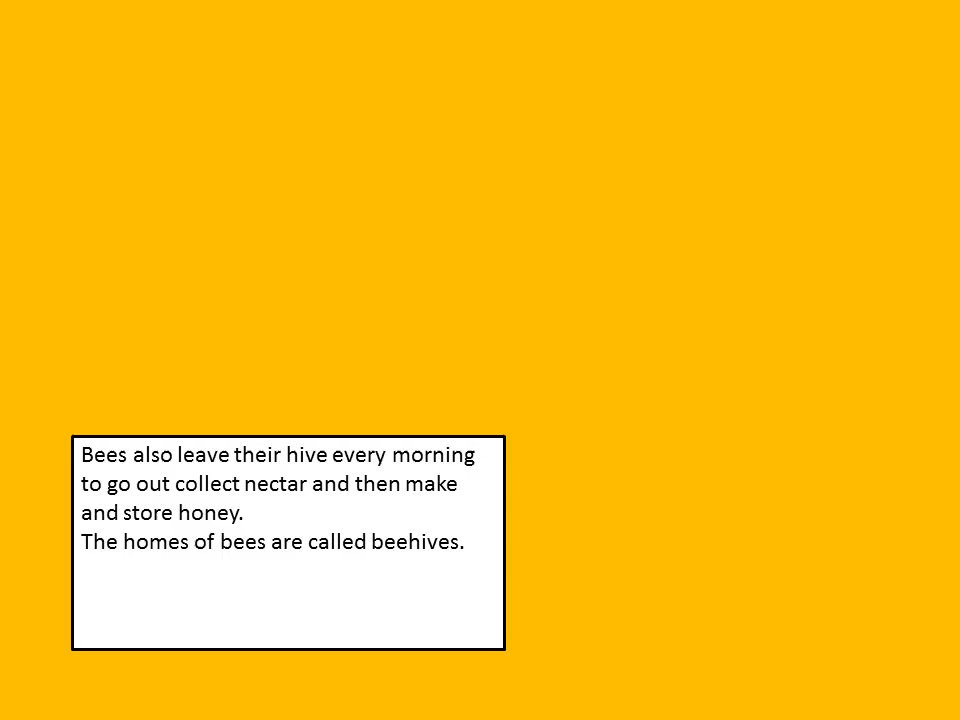 Bees also leave their hive every morning
to go out collect nectar and then make
and store honey.
The homes of bees are called beehives.